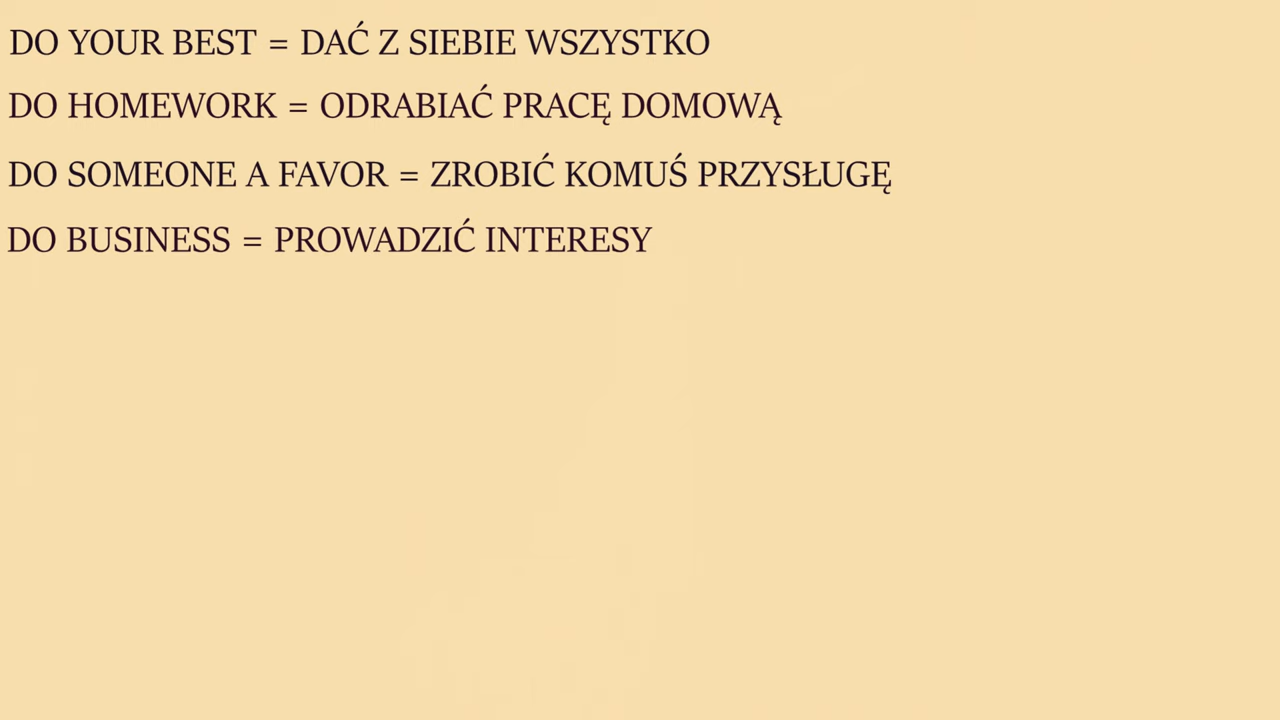 DO YOUR BEST = DAĆ Z SIEBIE WSZYSTKO
DO HOMEWORK = ODRABIAĆ PRACĘ DOMOWĄ
DO SOMEONE A FAVOR = ZROBIĆ KOMUŚ PRZYSŁUGĘ
DO BUSINESS = PROWADZIĆ INTERESY